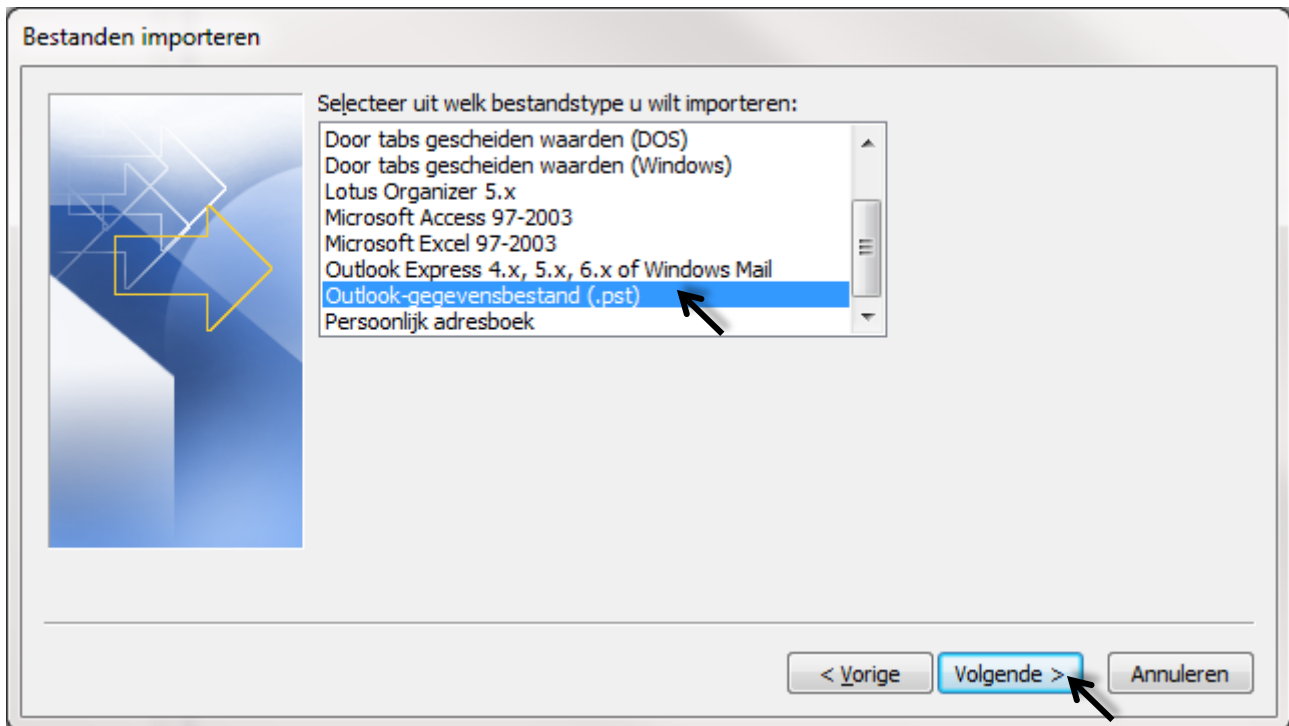 Bestanden importeren
Selecteer uit welk bestandstype u wilt importeren:
Door tabs gescheiden waarden (DOS)
Door tabs gescheiden waarden (Windows)
Lotus Organizer 5.x
Microsoft Access 97-2003
Microsoft Excel 97-2003
Outlook Express 4.x, 5.x, 6.x of Windows Mail
Outlook-gegevensbestand (.pst)
Persoonlijk adresboek
< Vorige Volgende > Annuleren